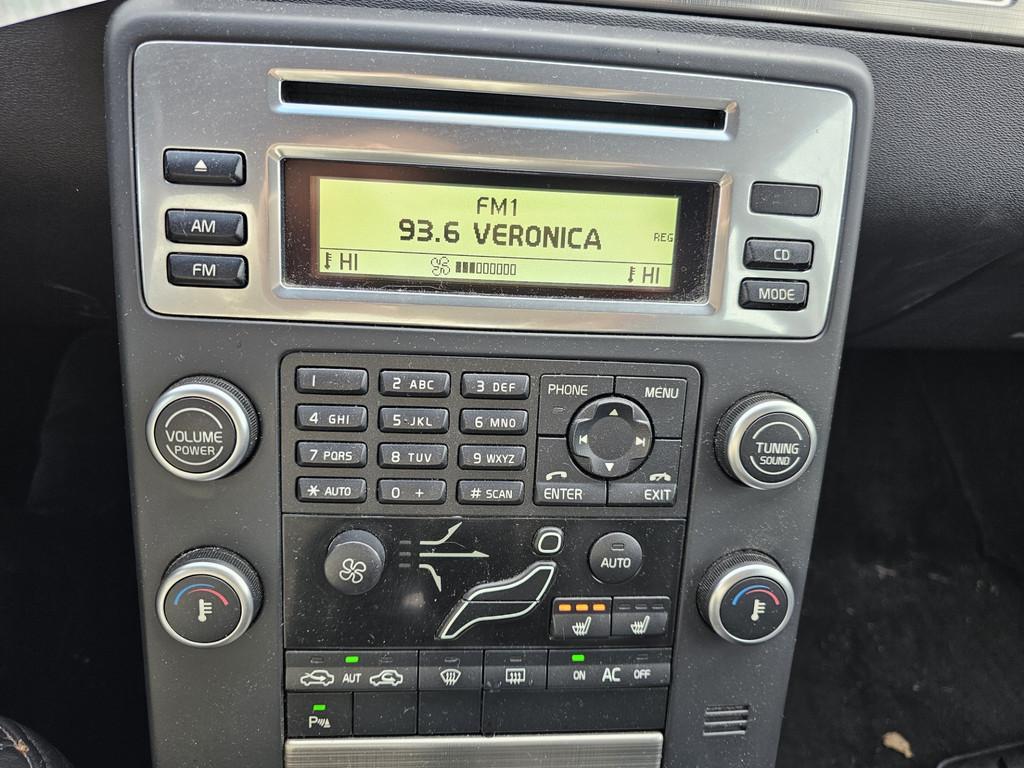 AM
FM
FM1
93.6 VERONICA
REG
HI
HI
CD
MODE
VOLUME
POWER
1
2 ABC
3 DEF
4 GHI
5 JKL
6 MNO
7 PQRS
8 TUV
9 WXYZ
* AUTO
0 +
# SCAN
PHONE
MENU
ENTER
EXIT
TUNING
SOUND
AUTO
AUT
ON AC OFF
P